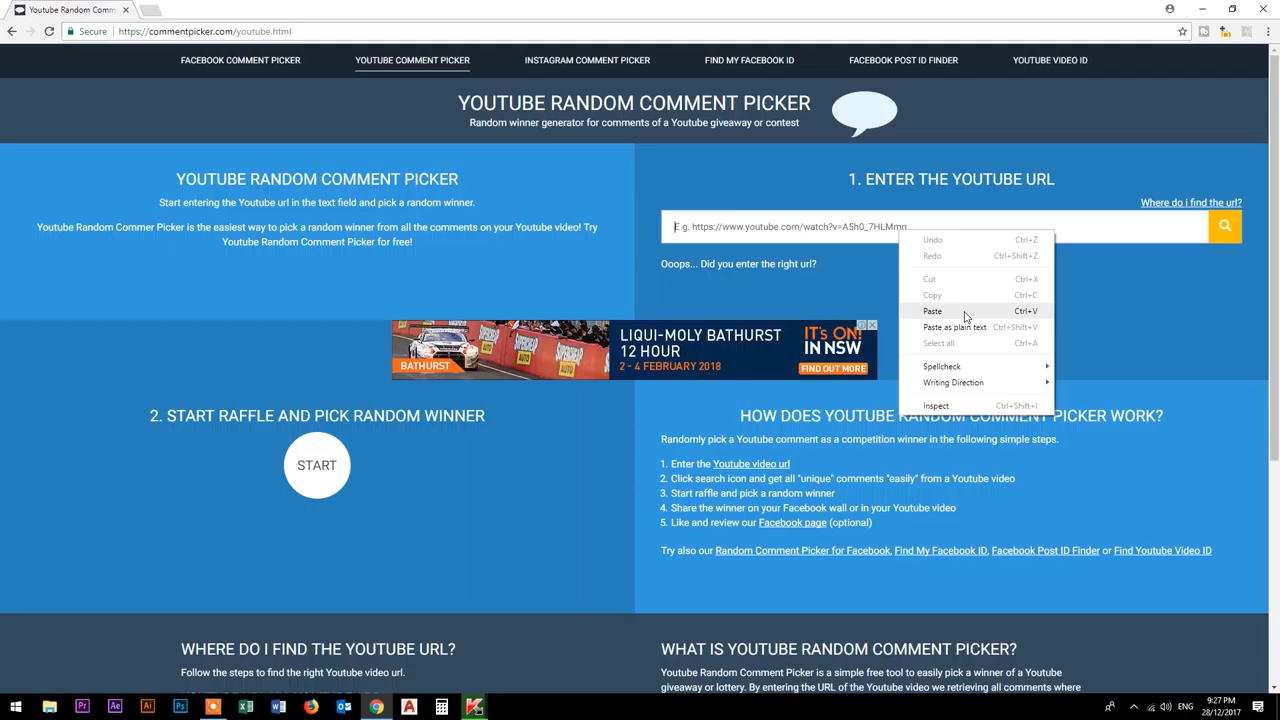 Youtube Random Comm
Secure https://commentpicker.com/youtube.html
FACEBOOK COMMENT PICKER
YOUTUBE COMMENT PICKER
INSTAGRAM COMMENT PICKER
FIND MY FACEBOOK ID
FACEBOOK POST ID FINDER
YOUTUBE VIDEO ID
YOUTUBE RANDOM COMMENT PICKER
Random winner generator for comments of a Youtube giveaway or contest
YOUTUBE RANDOM COMMENT PICKER
Start entering the Youtube url in the text field and pick a random winner.
Youtube Random Commer Picker is the easiest way to pick a random winner from all the comments on your Youtube video! Try
Youtube Random Comment Picker for free!
1. ENTER THE YOUTUBE URL
Where do i find the url?
E.g. https://www.youtube.com/watch?v=A5h0_7HLMmg
Ooops... Did you enter the right url?
Undo Ctrl+Z
Redo Ctrl+Shift+Z
Cut Ctrl+X
Copy Ctrl+C
Paste Ctrl+V
Paste as plain text Ctrl+Shift+V
Select all Ctrl+A
Spellcheck
Writing Direction
Inspect Ctrl+Shift+I
BATHURST
LIQUI-MOLY BATHURST
12 HOUR
2 - 4 FEBRUARY 2018
IT'S ON!
IN NSW
FIND OUT MORE
2. START RAFFLE AND PICK RANDOM WINNER
START
HOW DOES YOUTUBE RANDOM COMMENT PICKER WORK?
Randomly pick a Youtube comment as a competition winner in the following simple steps.
1. Enter the Youtube video url
2. Click search icon and get all "unique" comments "easily" from a Youtube video
3. Start raffle and pick a random winner
4. Share the winner on your Facebook wall or in your Youtube video
5. Like and review our Facebook page (optional)
Try also our Random Comment Picker for Facebook, Find My Facebook ID, Facebook Post ID Finder or Find Youtube Video ID
WHERE DO I FIND THE YOUTUBE URL?
Follow the steps to find the right Youtube video url.
WHAT IS YOUTUBE RANDOM COMMENT PICKER?
Youtube Random Comment Picker is a simple free tool to easily pick a winner of a Youtube
giveaway or lottery. By entering the URL of the Youtube video we retrieving all comments where
Pr Ae Ai Ps
ENG
9:27 PM
28/12/2017